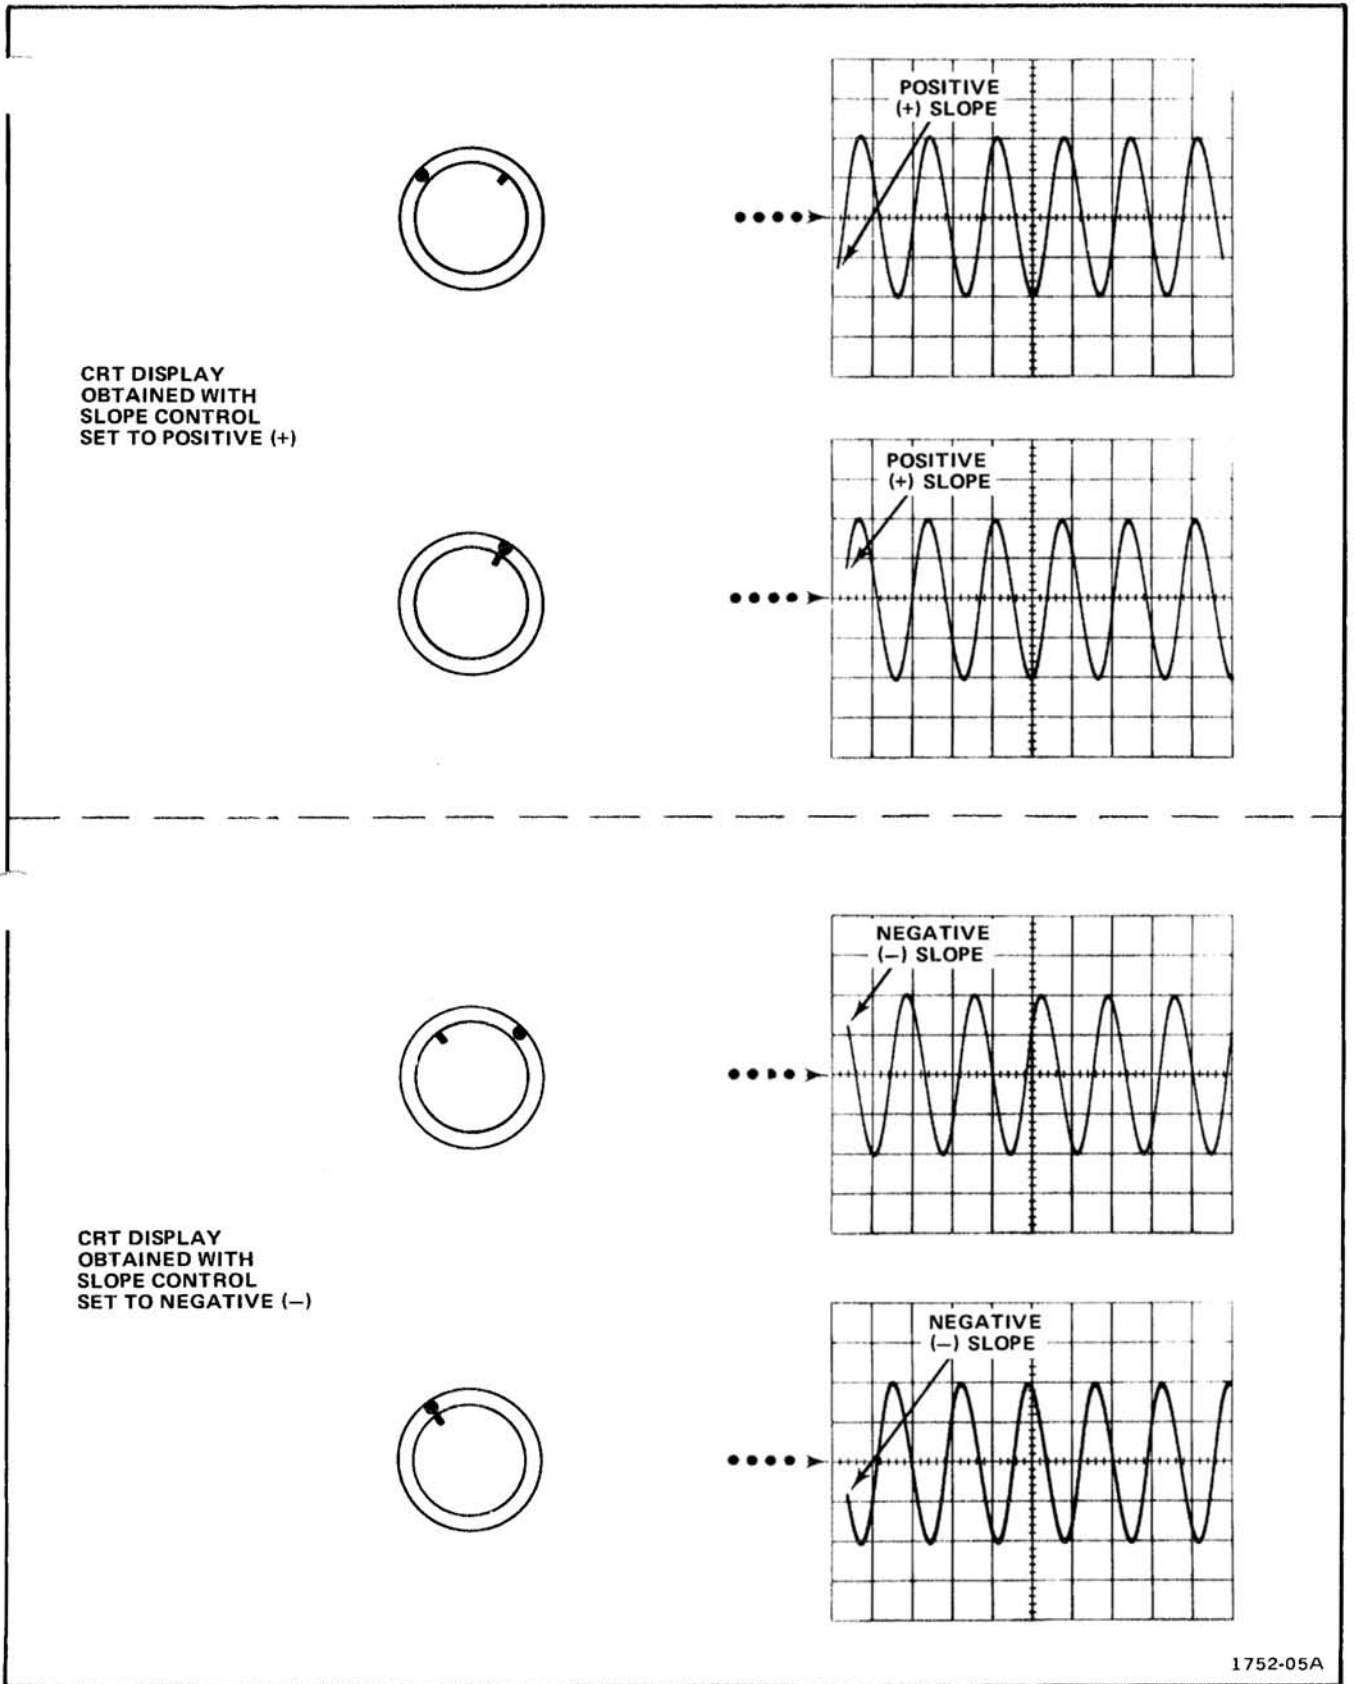 POSITIVE
(+) SLOPE
CRT DISPLAY
OBTAINED WITH
SLOPE CONTROL
SET TO POSITIVE (+)
POSITIVE
(+) SLOPE
NEGATIVE
(—) SLOPE
CRT DISPLAY
OBTAINED WITH
SLOPE CONTROL
SET TO NEGATIVE (—)
NEGATIVE
(—) SLOPE
1752-05A